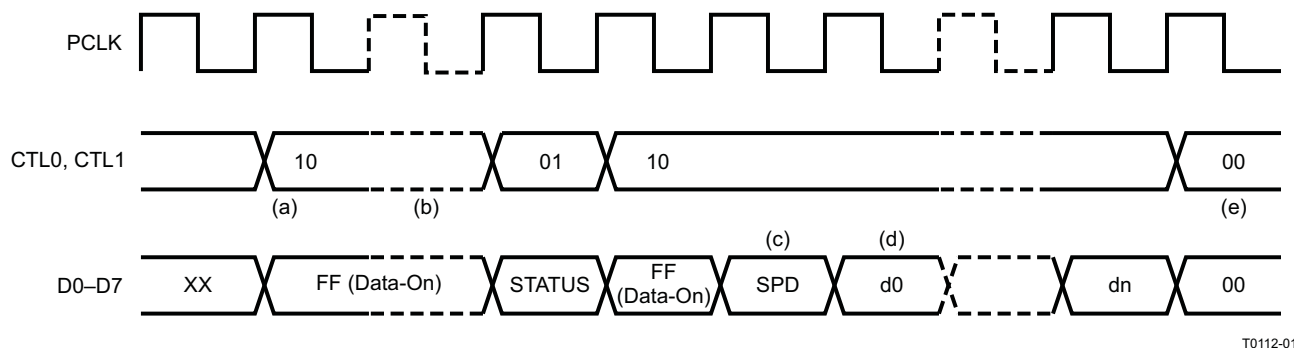 PCLK
CTL0, CTL1 10 01 10 00
(a) (b) (e)
(c) (d)
D0–D7 XX FF (Data-On) STATUS FF (Data-On) SPD d0 dn 00
T0112-01